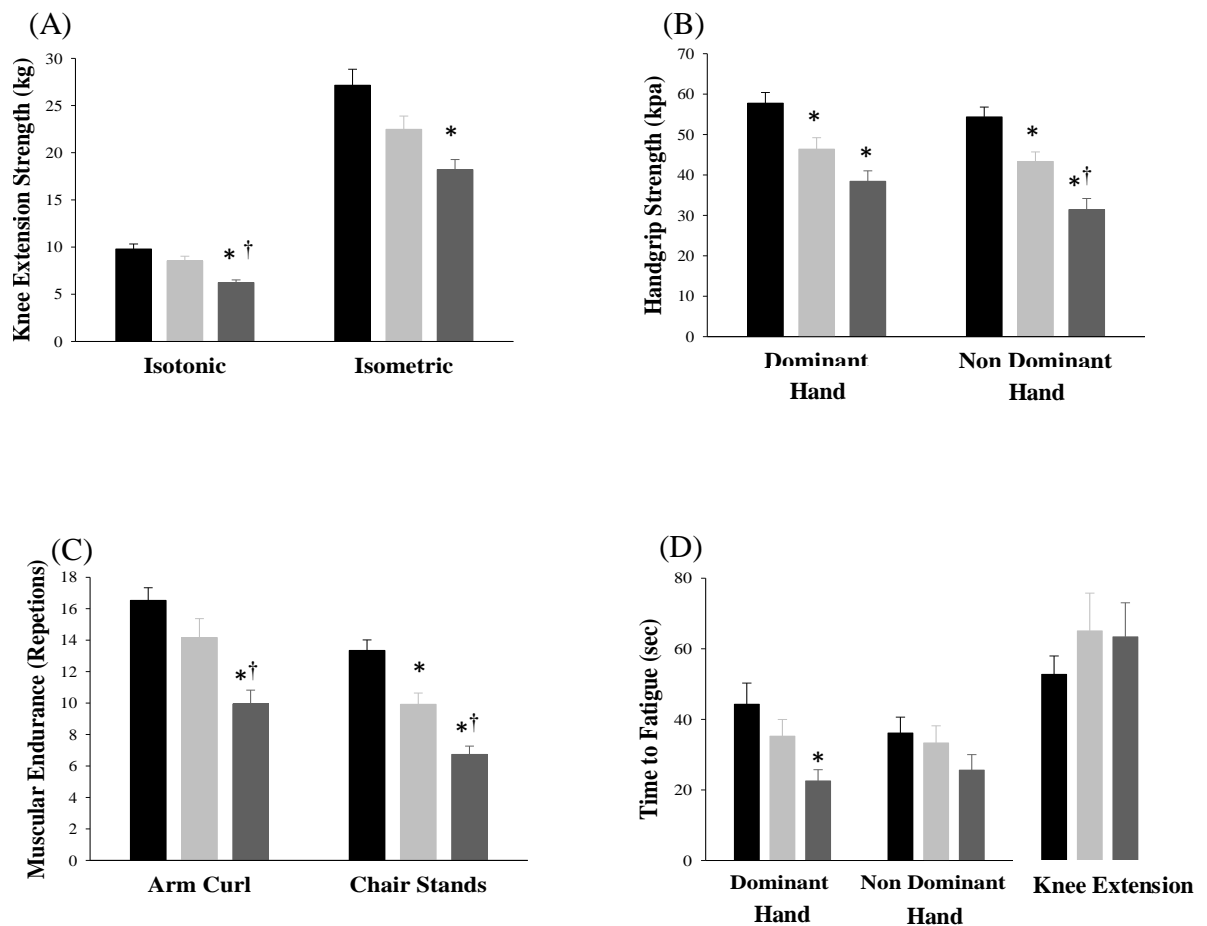 (A)
Knee Extension Strength (kg)
30
25
20
15
10
5
0
* †
*
Isotonic Isometric
(B)
Handgrip Strength (kpa)
70
60
50
40
30
20
10
0
* * * *†
Dominant Non Dominant
Hand Hand
(C)
Muscular Endurance (Repetions)
18
16
14
12
10
8
6
4
2
0
*† * *†
Arm Curl Chair Stands
(D)
Time to Fatigue (sec)
80
60
40
20
0
*
Dominant Non Dominant Knee Extension
Hand Hand